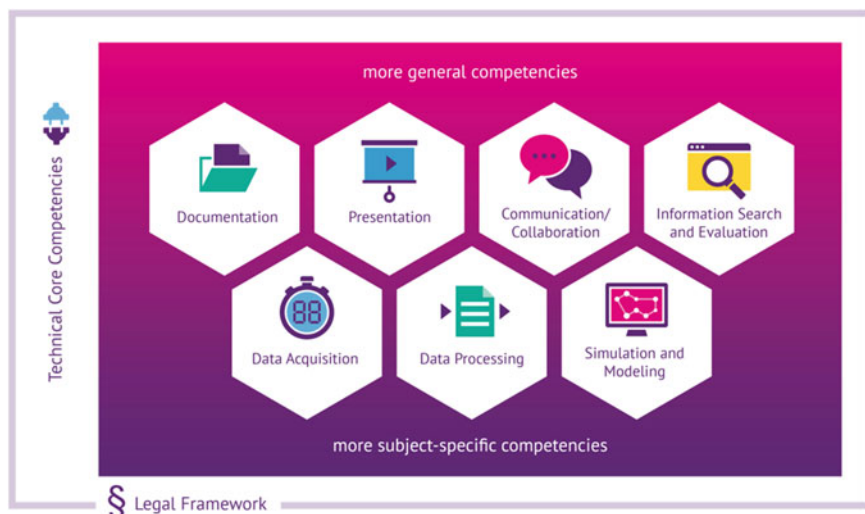 more general competencies
Technical Core Competencies
Documentation
Presentation
Communication/
Collaboration
Information Search
and Evaluation
88
Data Acquisition
Data Processing
Simulation and
Modeling
more subject-specific competencies
§ Legal Framework